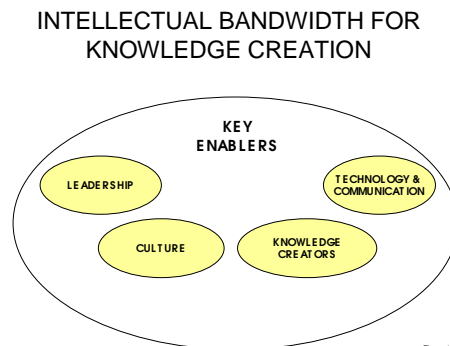 INTELLECTUAL BANDWIDTH FOR
KNOWLEDGE CREATION
KEY
ENABLERS
LEADERSHIP
TECHNOLOGY &
COMMUNICATION
CULTURE
KNOWLEDGE
CREATORS